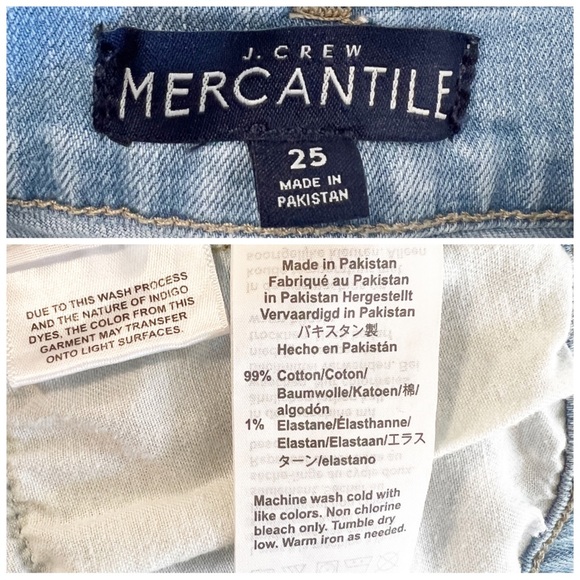 J. CREW
MERCANTILE
25
MADE IN
PAKISTAN
DUE TO THIS WASH PROCESS
AND THE NATURE OF INDIGO
DYES, THE COLOR FROM THIS
GARMENT MAY TRANSFER
ONTO LIGHT SURFACES.
Made in Pakistan
Fabriqué au Pakistan
in Pakistan Hergestellt
Vervaardigd in Pakistan
パキスタン製
Hecho en Pakistán
99% Cotton/Coton/
Baumwolle/Katoen/棉/
algodón
1% Elastane/Élasthanne/
Elastan/Elastaan/エラス
ターン/elastano
Machine wash cold with
like colors. Non chlorine
bleach only. Tumble dry
low. Warm iron as needed.